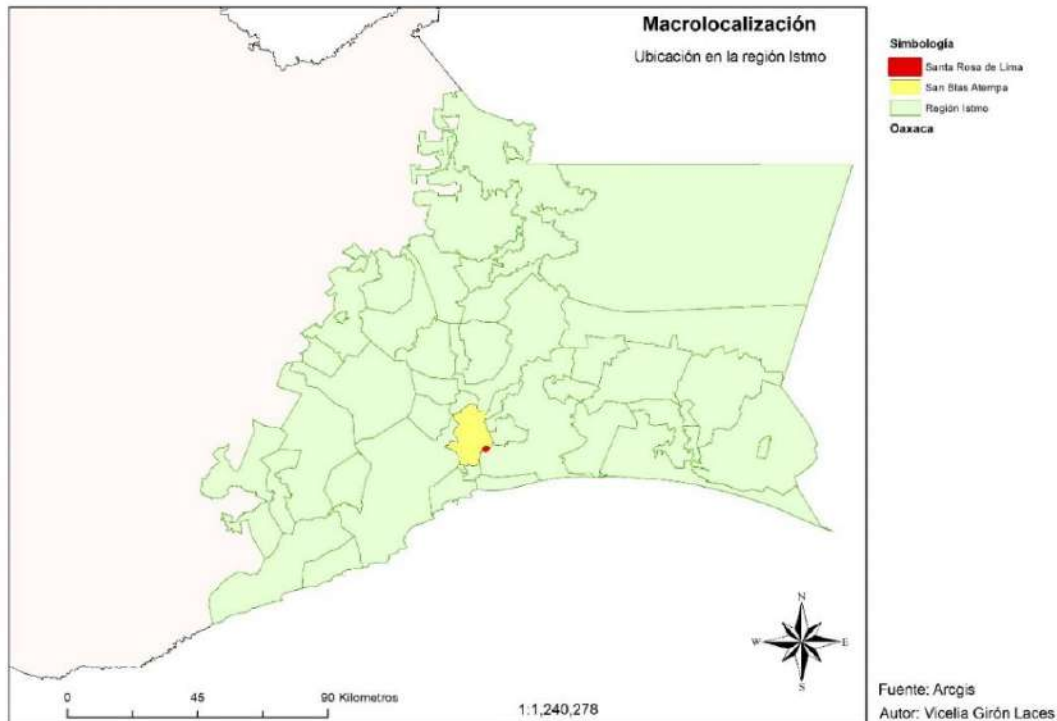 Macrolocalización
Ubicación en la región Istmo
Simbología
Santa Rosa de Lima
San Blas Atempa
Región Istmo
Oaxaca
N
W
E
S
0 45 90 Kilometros
1:1,240,278
Fuente: Arcgis
Autor: Vicelia Girón Laces